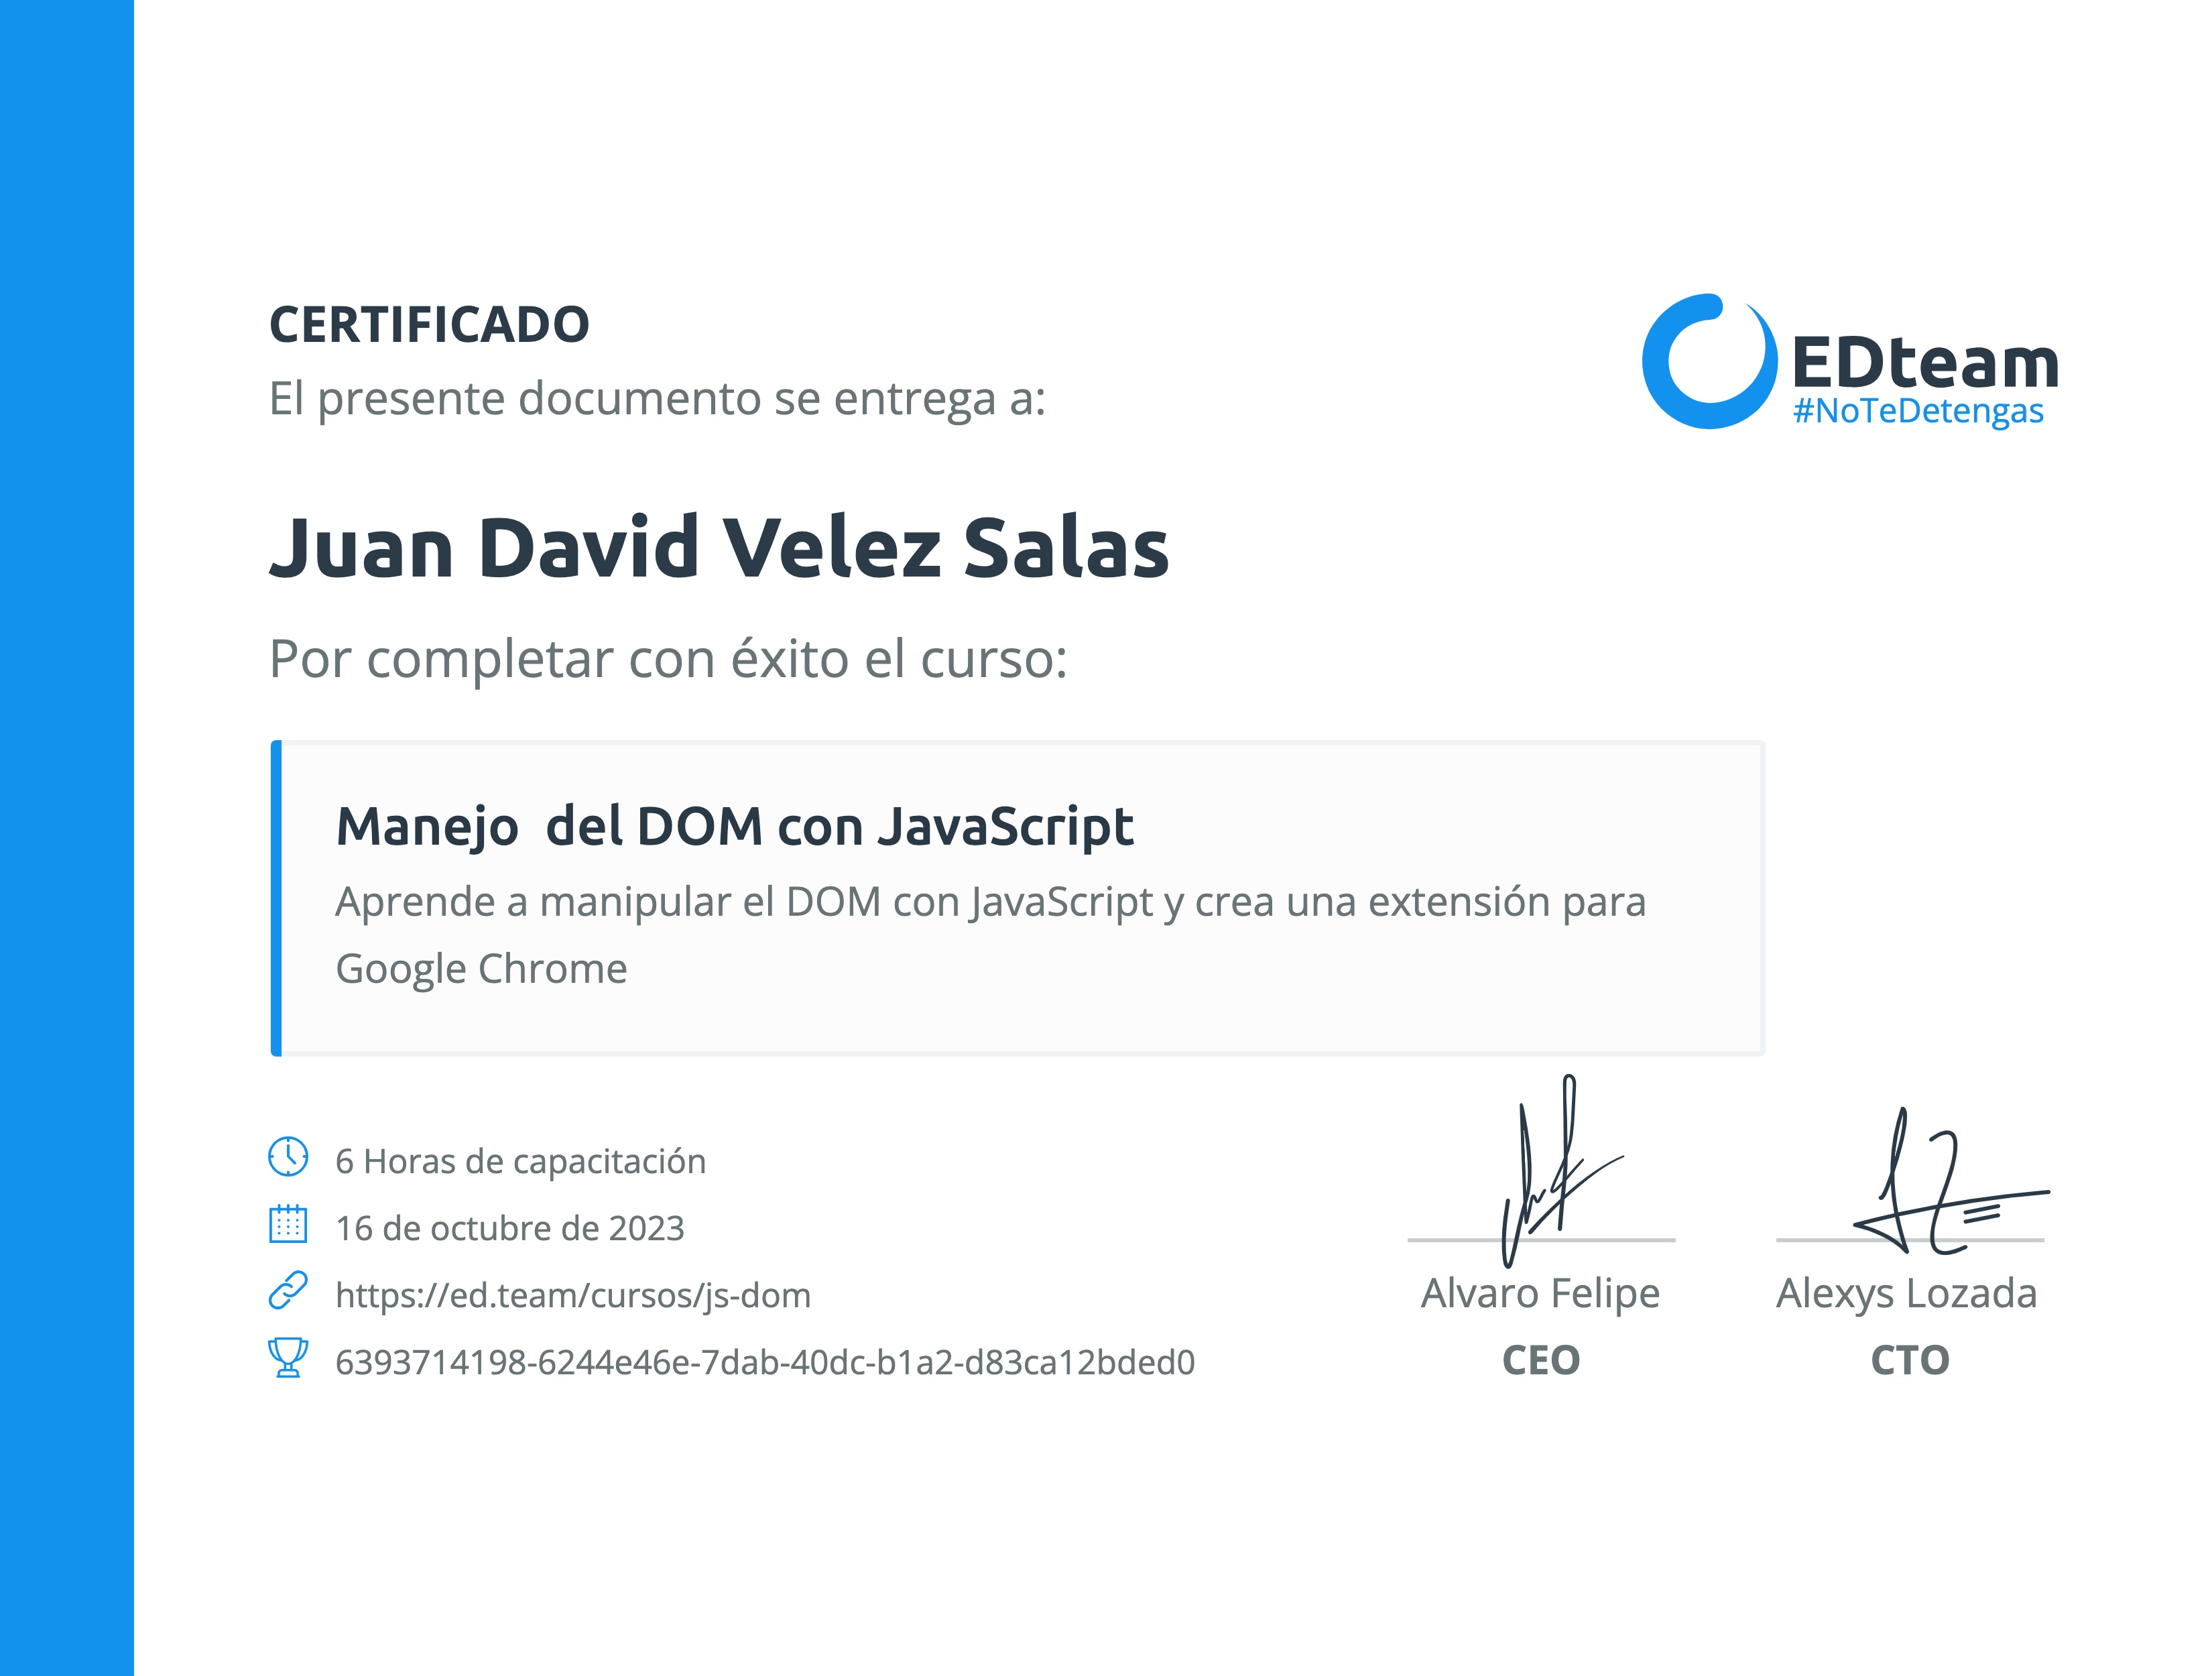 CERTIFICADO
El presente documento se entrega a:
EDteam
#NoTeDetengas
Juan David Velez Salas
Por completar con éxito el curso:
Manejo  del DOM con JavaScript
Aprende a manipular el DOM con JavaScript y crea una extensión para
Google Chrome
6 Horas de capacitación
16 de octubre de 2023
https://ed.team/cursos/js-dom
6393714198-6244e46e-7dab-40dc-b1a2-d83ca12bded0
Alvaro Felipe
CEO
Alexys Lozada
CTO